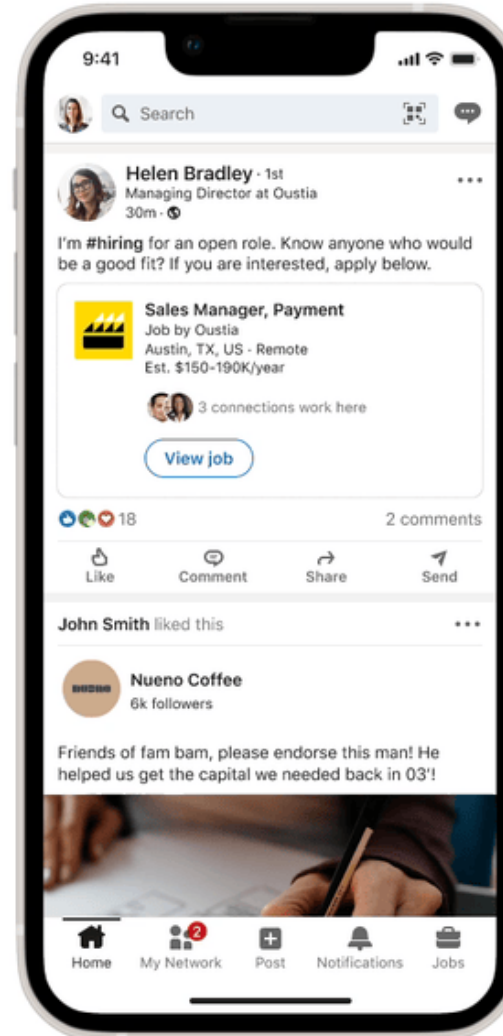 9:41
Search
Helen Bradley · 1st
Managing Director at Oustia
30m ·
I'm #hiring for an open role. Know anyone who would
be a good fit? If you are interested, apply below.
Sales Manager, Payment
Job by Oustia
Austin, TX, US - Remote
Est. $150-190K/year
3 connections work here
View job
18
2 comments
Like
Comment
Share
Send
John Smith liked this
Nueno Coffee
6k followers
Friends of fam bam, please endorse this man! He
helped us get the capital we needed back in 03'!
2
Home
My Network
Post
Notifications
Jobs